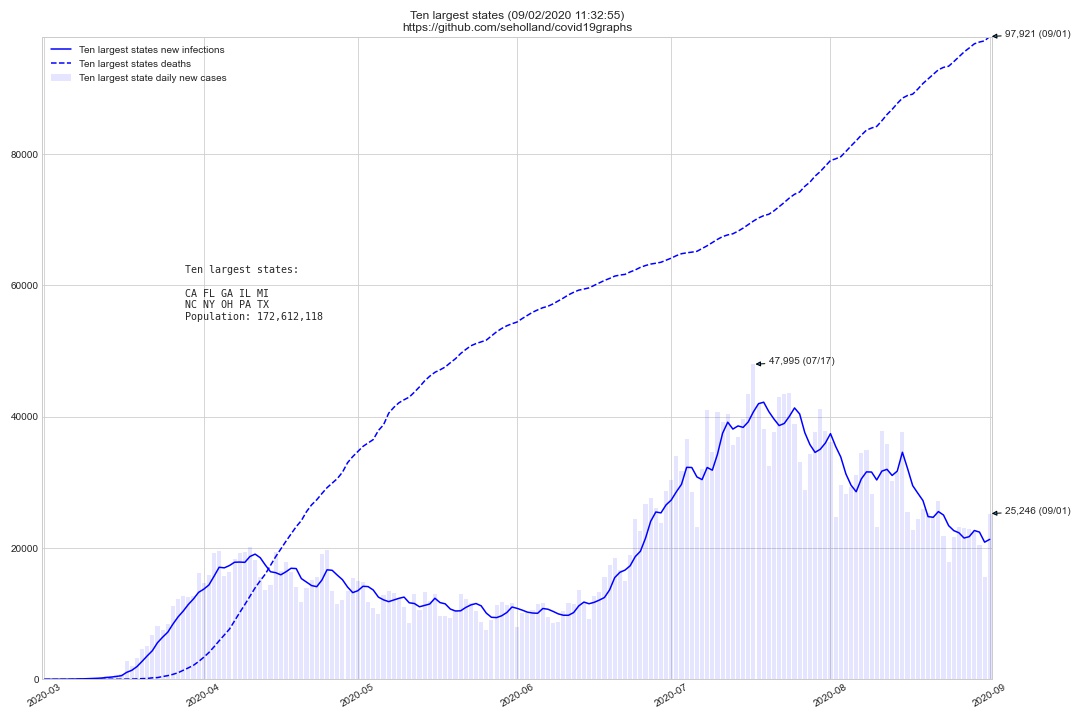 Ten largest states (09/02/2020 11:32:55)
https://github.com/seholland/covid19graphs
Ten largest states new infections
Ten largest states deaths
Ten largest state daily new cases
97,921 (09/01)
80000
60000
40000
20000
0
Ten largest states:
CA FL GA IL MI
NC NY OH PA TX
Population: 172,612,118
47,995 (07/17)
25,246 (09/01)
2020-03
2020-04
2020-05
2020-06
2020-07
2020-08
2020-09